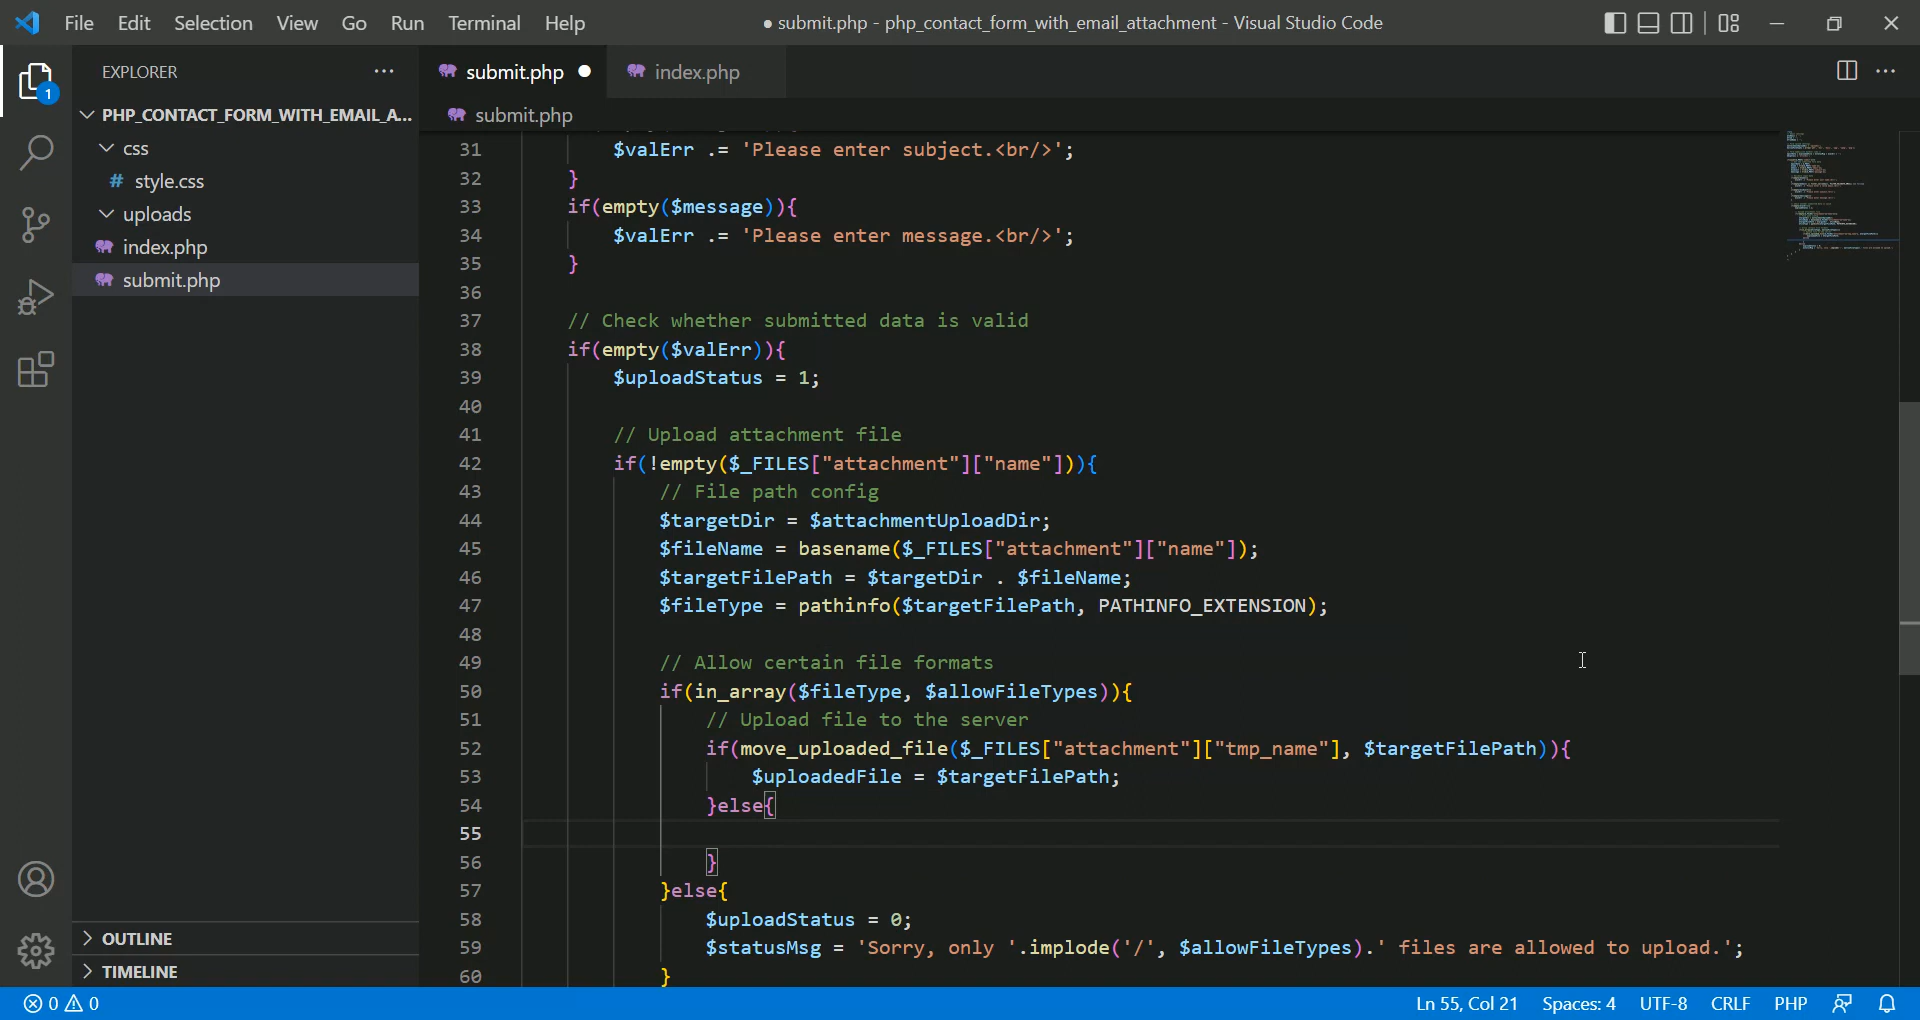 File Edit Selection View Go Run Terminal Help
● submit.php - php_contact_form_with_email_attachment - Visual Studio Code
EXPLORER
1
PHP_CONTACT_FORM_WITH_EMAIL_A...
css
# style.css
uploads
index.php
submit.php
OUTLINE
TIMELINE
submit.php ● index.php
submit.php
31 $valErr .= 'Please enter subject.<br/>';
32 }
33 if(empty($message)){
34 $valErr .= 'Please enter message.<br/>';
35 }
36
37 // Check whether submitted data is valid
38 if(empty($valErr)){
39 $uploadStatus = 1;
40
41 // Upload attachment file
42 if(!empty($_FILES["attachment"]["name"])){
43 // File path config
44 $targetDir = $attachmentUploadDir;
45 $fileName = basename($_FILES["attachment"]["name"]);
46 $targetFilePath = $targetDir . $fileName;
47 $fileType = pathinfo($targetFilePath, PATHINFO_EXTENSION);
48
49 // Allow certain file formats
50 if(in_array($fileType, $allowFileTypes)){
51 // Upload file to the server
52 if(move_uploaded_file($_FILES["attachment"]["tmp_name"], $targetFilePath)){
53 $uploadedFile = $targetFilePath;
54 }else{
55
56 }
57 }else{
58 $uploadStatus = 0;
59 $statusMsg = 'Sorry, only '.implode('/', $allowFileTypes).' files are allowed to upload.';
60 }
0 0 Ln 55, Col 21 Spaces: 4 UTF-8 CRLF PHP